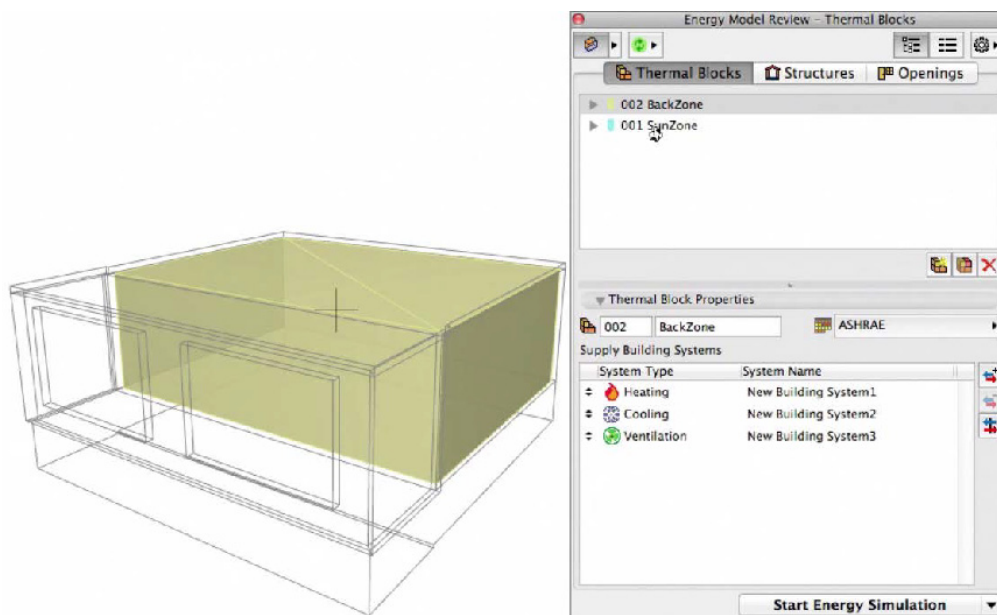 Energy Model Review – Thermal Blocks
Thermal Blocks Structures Openings
002 BackZone
001 SunZone
Thermal Block Properties
002 BackZone ASHRAE
Supply Building Systems
System Type System Name
Heating New Building System1
Cooling New Building System2
Ventilation New Building System3
Start Energy Simulation